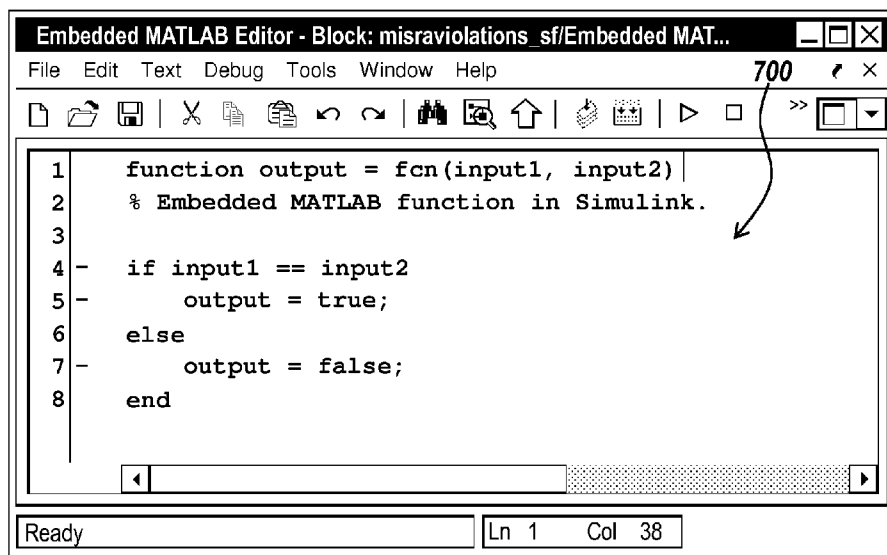 Embedded MATLAB Editor - Block: misraviolations_sf/Embedded MAT...
File Edit Text Debug Tools Window Help 700
>>
1 function output = fcn(input1, input2)
2 % Embedded MATLAB function in Simulink.
3
4 - if input1 == input2
5 - output = true;
6 else
7 - output = false;
8 end
Ready Ln 1 Col 38